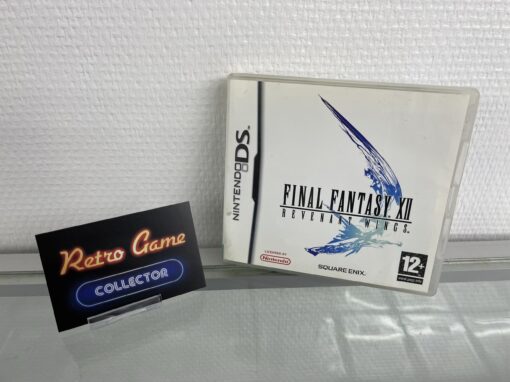 Retro Game
COLLECTOR
NINTENDO DS
FINAL FANTASY XII
REVENANT WINGS
LICENSED BY
Nintendo
SQUARE ENIX
12+